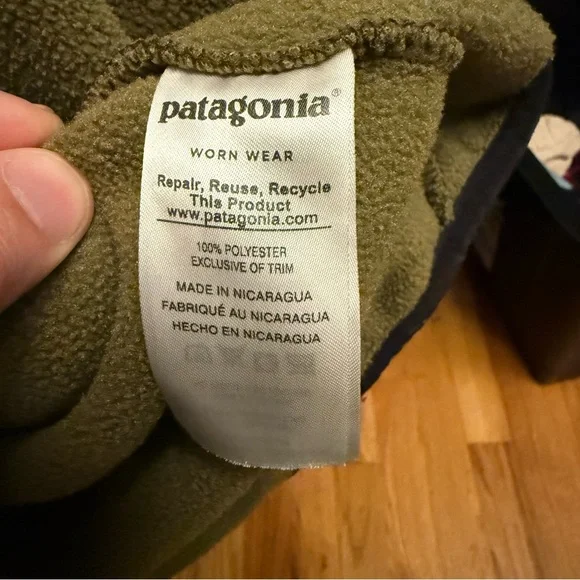 patagonia®
WORN WEAR
Repair, Reuse, Recycle
This Product
www.patagonia.com
100% POLYESTER
EXCLUSIVE OF TRIM
MADE IN NICARAGUA
FABRIQUÉ AU NICARAGUA
HECHO EN NICARAGUA